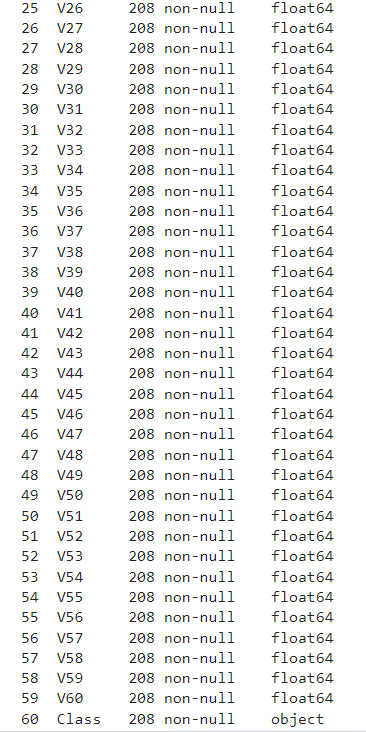 25 V26 208 non-null float64
26 V27 208 non-null float64
27 V28 208 non-null float64
28 V29 208 non-null float64
29 V30 208 non-null float64
30 V31 208 non-null float64
31 V32 208 non-null float64
32 V33 208 non-null float64
33 V34 208 non-null float64
34 V35 208 non-null float64
35 V36 208 non-null float64
36 V37 208 non-null float64
37 V38 208 non-null float64
38 V39 208 non-null float64
39 V40 208 non-null float64
40 V41 208 non-null float64
41 V42 208 non-null float64
42 V43 208 non-null float64
43 V44 208 non-null float64
44 V45 208 non-null float64
45 V46 208 non-null float64
46 V47 208 non-null float64
47 V48 208 non-null float64
48 V49 208 non-null float64
49 V50 208 non-null float64
50 V51 208 non-null float64
51 V52 208 non-null float64
52 V53 208 non-null float64
53 V54 208 non-null float64
54 V55 208 non-null float64
55 V56 208 non-null float64
56 V57 208 non-null float64
57 V58 208 non-null float64
58 V59 208 non-null float64
59 V60 208 non-null float64
60 Class 208 non-null object